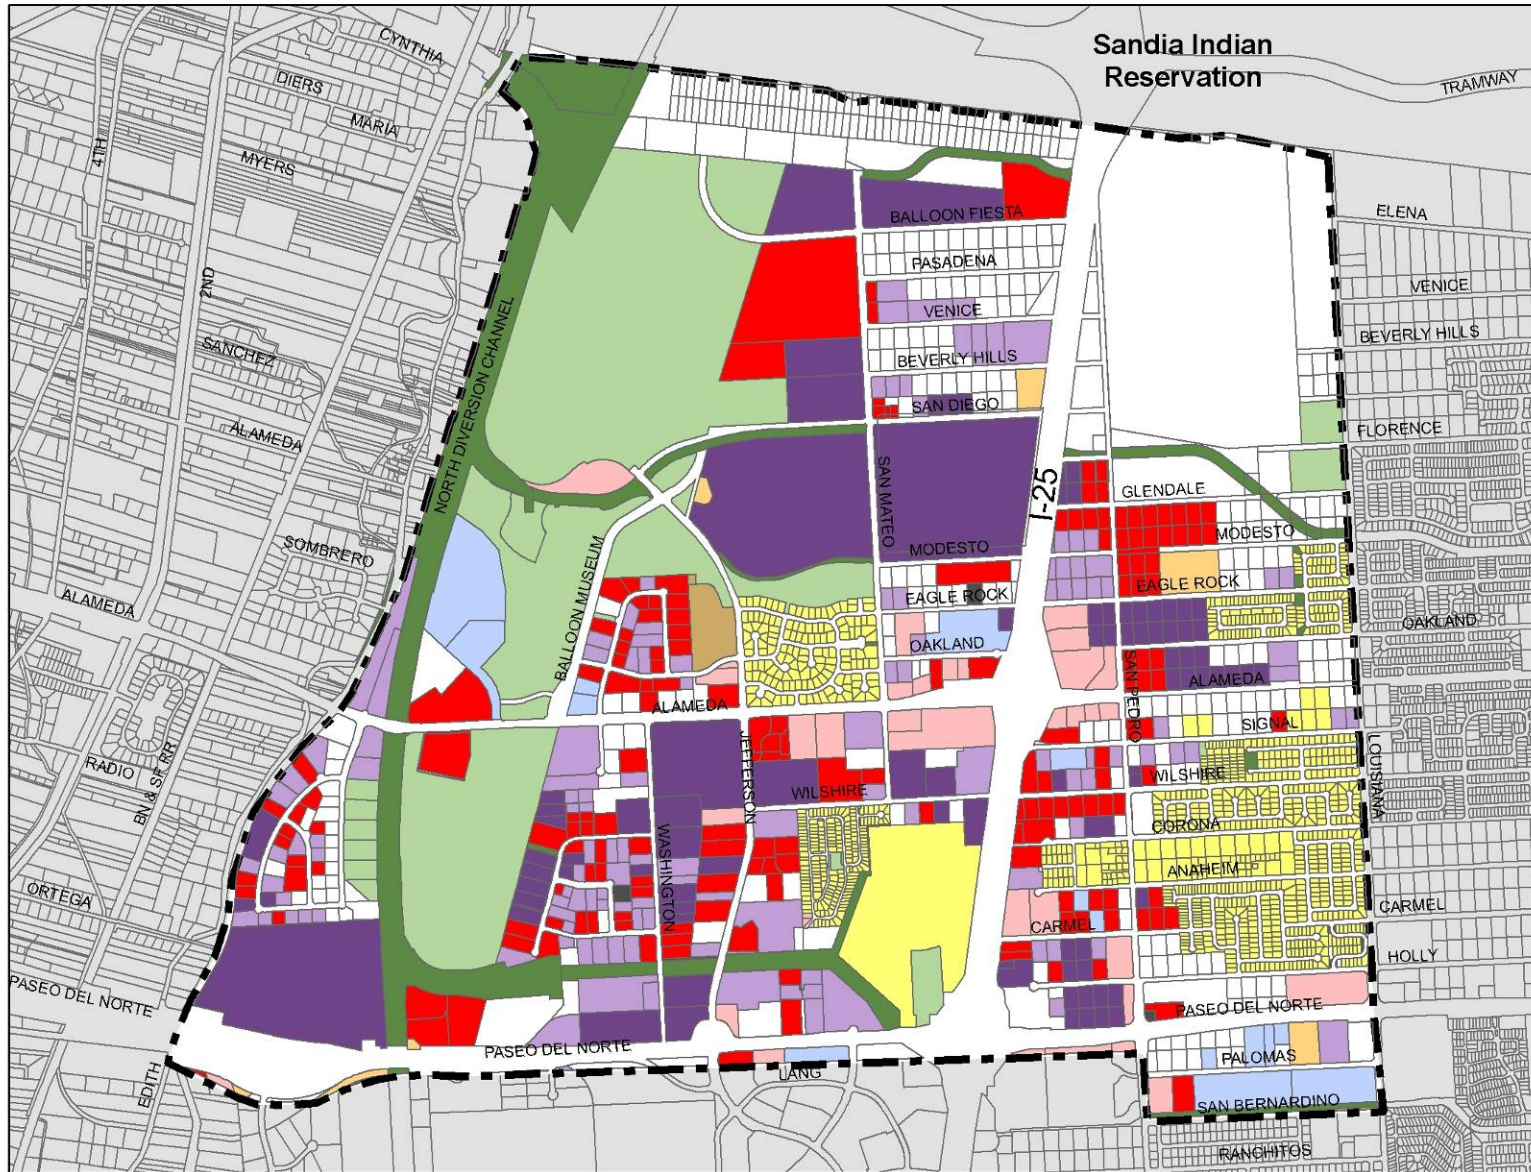 Sandia Indian
Reservation
TRAMWAY
CYNTHIA
DIERS
MARIA
MYERS
4TH
2ND
SANCHEZ
ALAMEDA
SOMBRERO
ALAMEDA
RADIO
BN & SF RR
ORTEGA
PASEO DEL NORTE
EDITH
NORTH DIVERSION CHANNEL
BALLOON MUSEUM
BALLOON FIESTA
PASADENA
VENICE
BEVERLY HILLS
SAN DIEGO
SAN MATEO
I-25
MODESTO
EAGLE ROCK
OAKLAND
ALAMEDA
JEFFERSON
WILSHIRE
WASHINGTON
PASEO DEL NORTE
LANG
GLENDALE
MODESTO
EAGLE ROCK
SAN PEDRO
ALAMEDA
SIGNAL
WILSHIRE
CORONA
ANAHEIM
CARMEL
PASEO DEL NORTE
PALOMAS
SAN BERNARDINO
RANCHITOS
ELENA
VENICE
BEVERLY HILLS
FLORENCE
OAKLAND
LOUISIANA
CARMEL
HOLLY